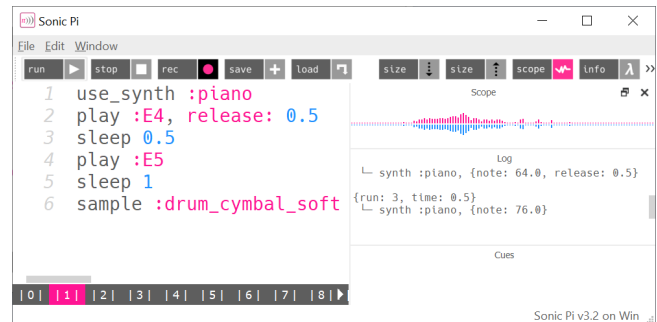 Sonic Pi
File Edit Window
run stop rec save load size size scope info
1 use_synth :piano
2 play :E4, release: 0.5
3 sleep 0.5
4 play :E5
5 sleep 1
6 sample :drum_cymbal_soft
Scope
Log
└─ synth :piano, {note: 64.0, release: 0.5}
{run: 3, time: 0.5}
└─ synth :piano, {note: 76.0}
Cues
|0| |1| |2| |3| |4| |5| |6| |7| |8|
Sonic Pi v3.2 on Win